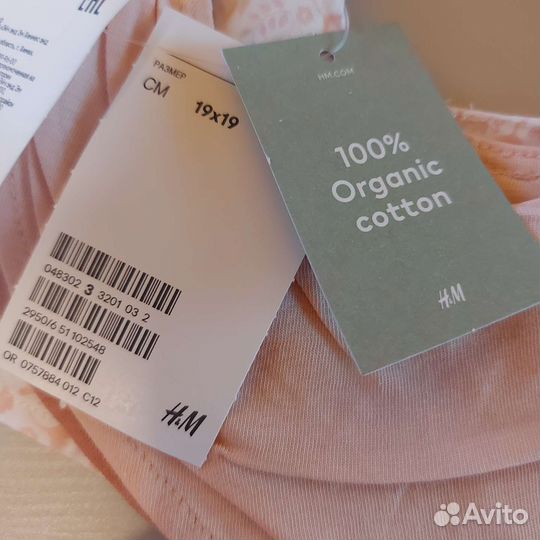 РАЗМЕР
СМ 19x19
048302 3 3201 03 2
2950/6 51102548
OR 0757884 012 C12
H&M
HM.COM
100%
Organic
cotton
H&M
Avito